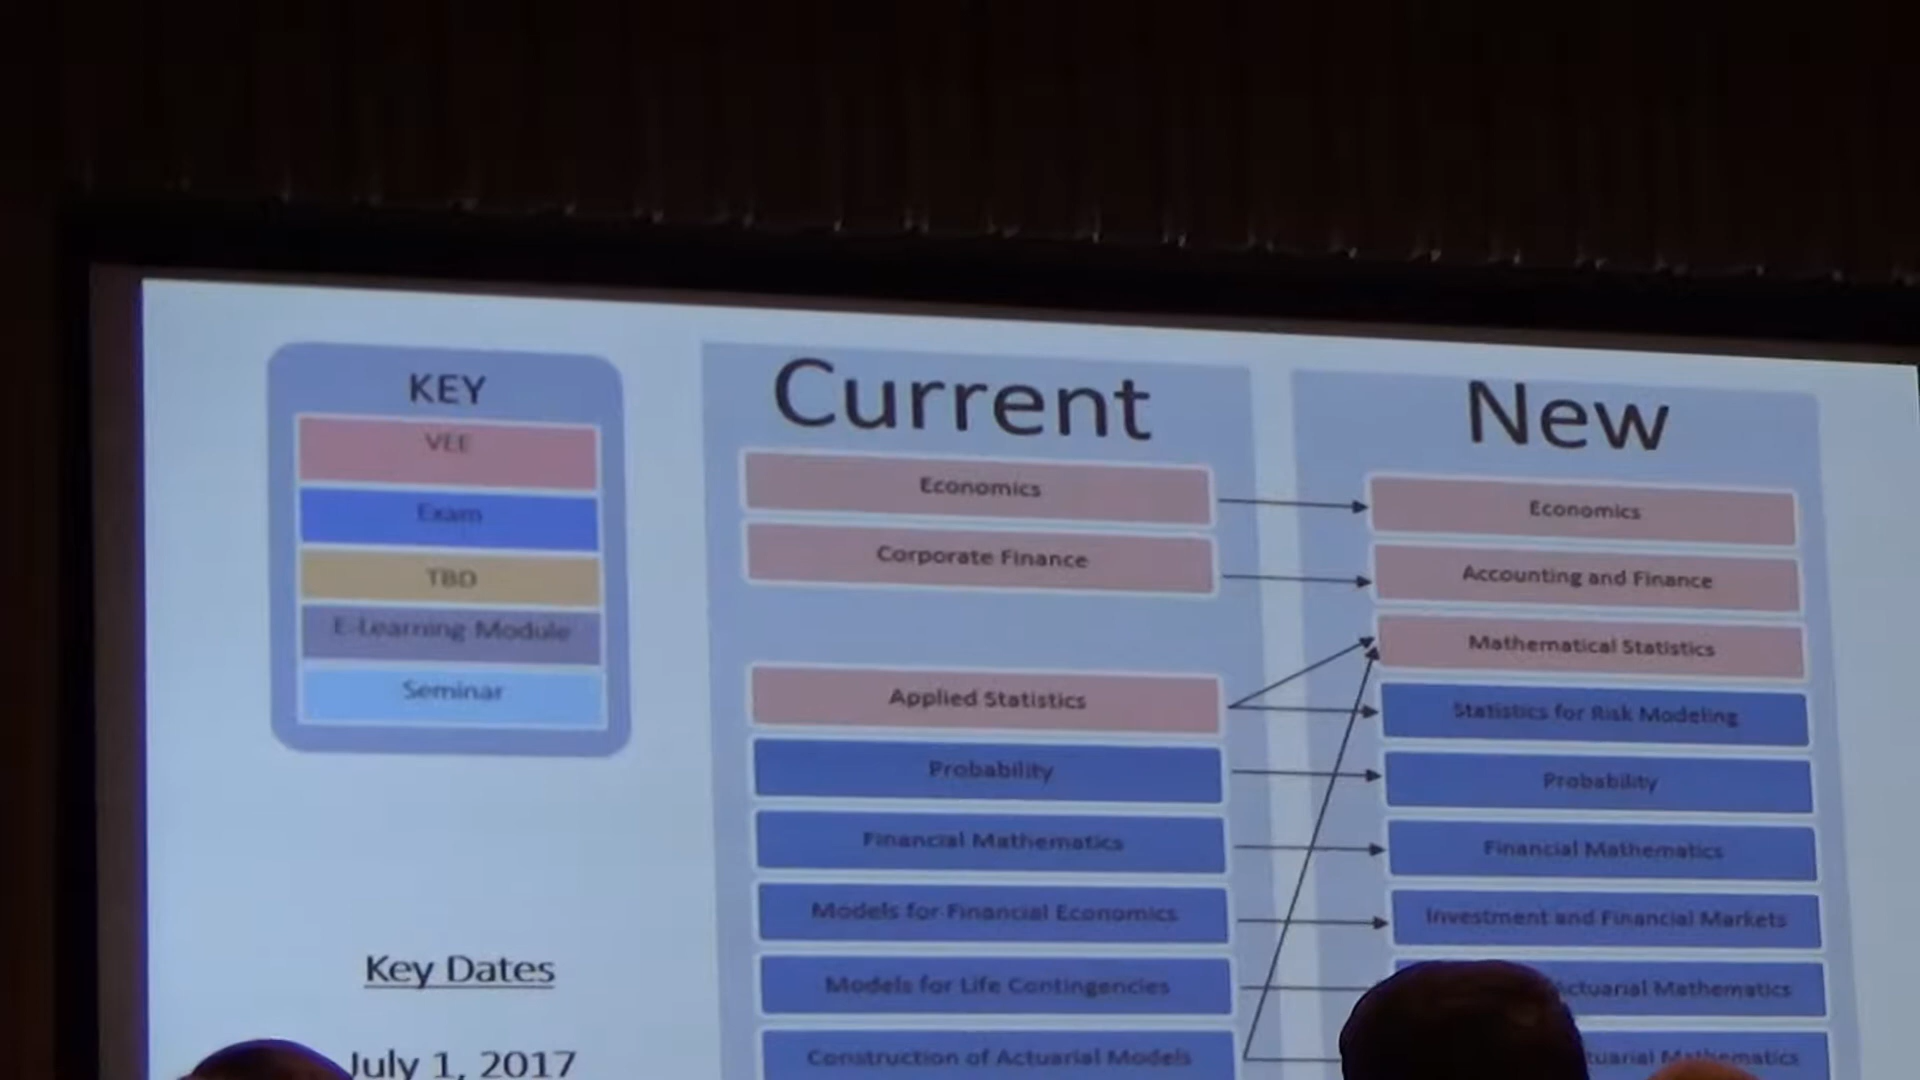 KEY
VEE
Exam
TBD
E-Learning Module
Seminar
Key Dates
July 1, 2017
Current
Economics
Corporate Finance
Applied Statistics
Probability
Financial Mathematics
Models for Financial Economics
Models for Life Contingencies
Construction of Actuarial Models
New
Economics
Accounting and Finance
Mathematical Statistics
Statistics for Risk Modeling
Probability
Financial Mathematics
Investment and Financial Markets
Mathematics
Mathematics